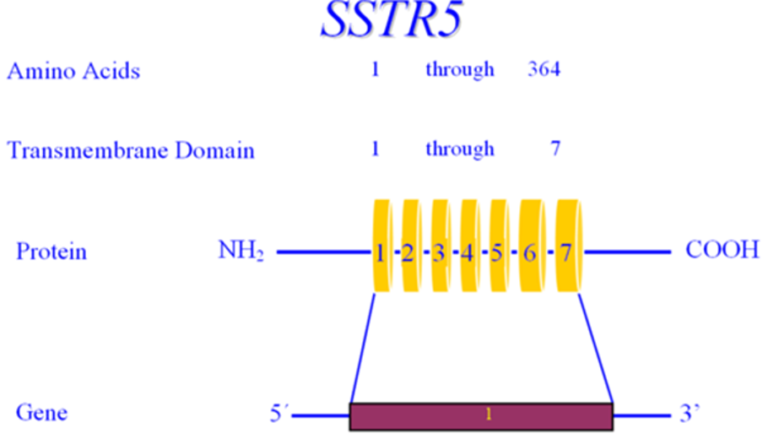 SSTR5
Amino Acids 1 through 364
Transmembrane Domain 1 through 7
Protein NH₂ 1 - 2 - 3 - 4 - 5 - 6 - 7 COOH
Gene 5´ 1 3’